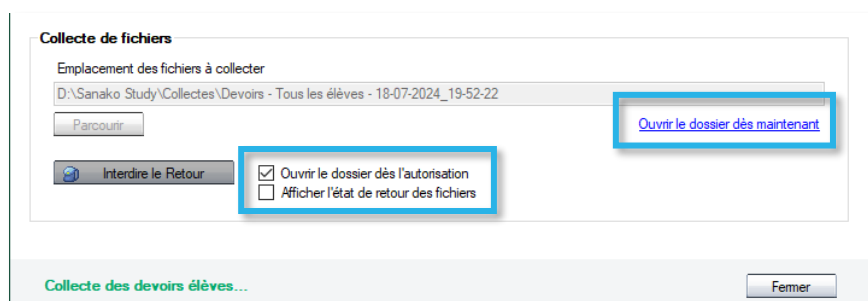 Collecte de fichiers
Emplacement des fichiers à collecter
D:\Sanako Study\Collectes\Devoirs - Tous les élèves - 18-07-2024_19-52-22
Parcourir
Ouvrir le dossier dès maintenant
Interdire le Retour
Ouvrir le dossier dès l'autorisation
Afficher l'état de retour des fichiers
Collecte des devoirs élèves...
Fermer